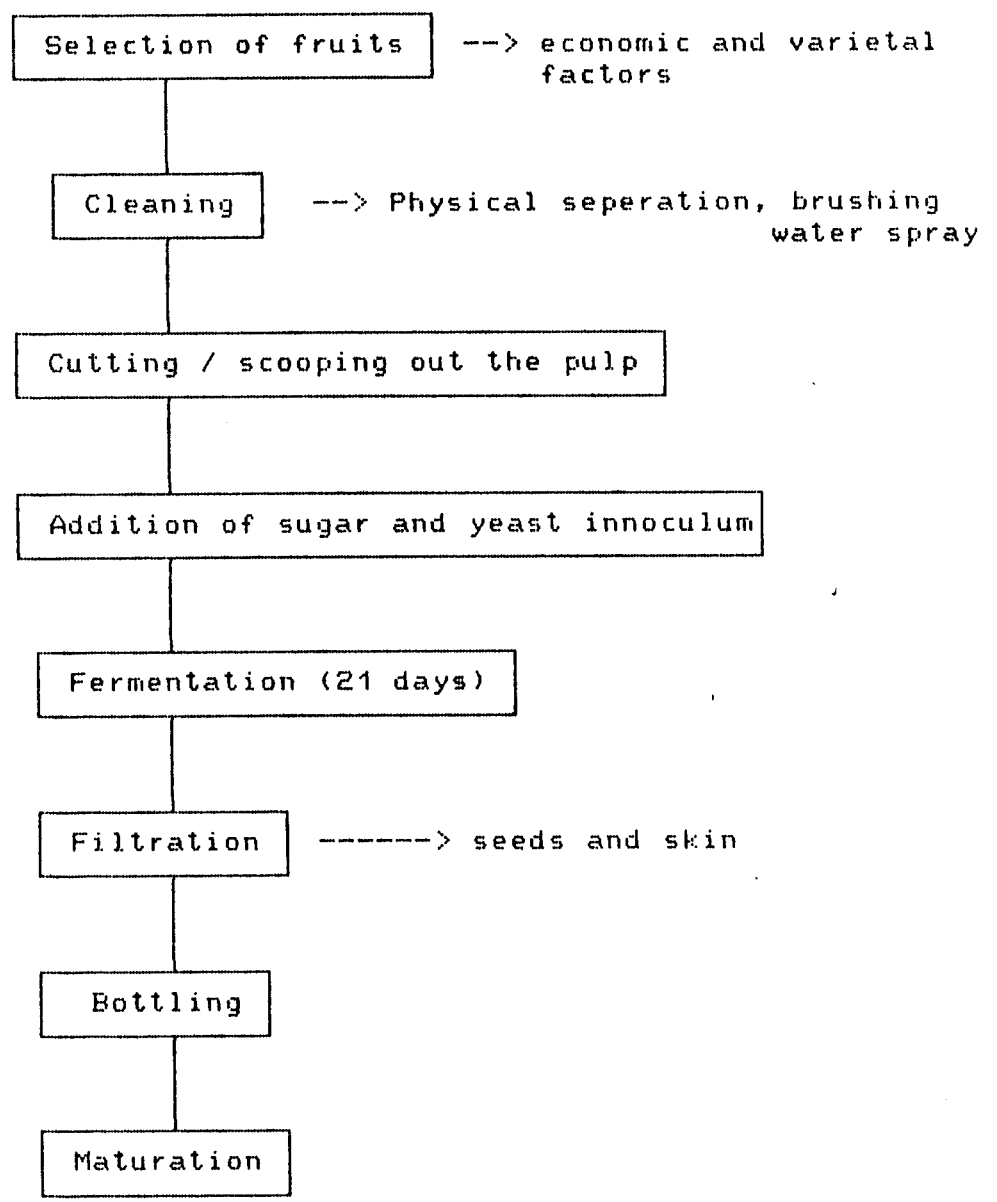 Selection of fruits --> economic and varietal
factors
Cleaning --> Physical seperation, brushing
water spray
Cutting / scooping out the pulp
Addition of sugar and yeast innoculum
Fermentation (21 days)
Filtration ------> seeds and skin
Bottling
Maturation